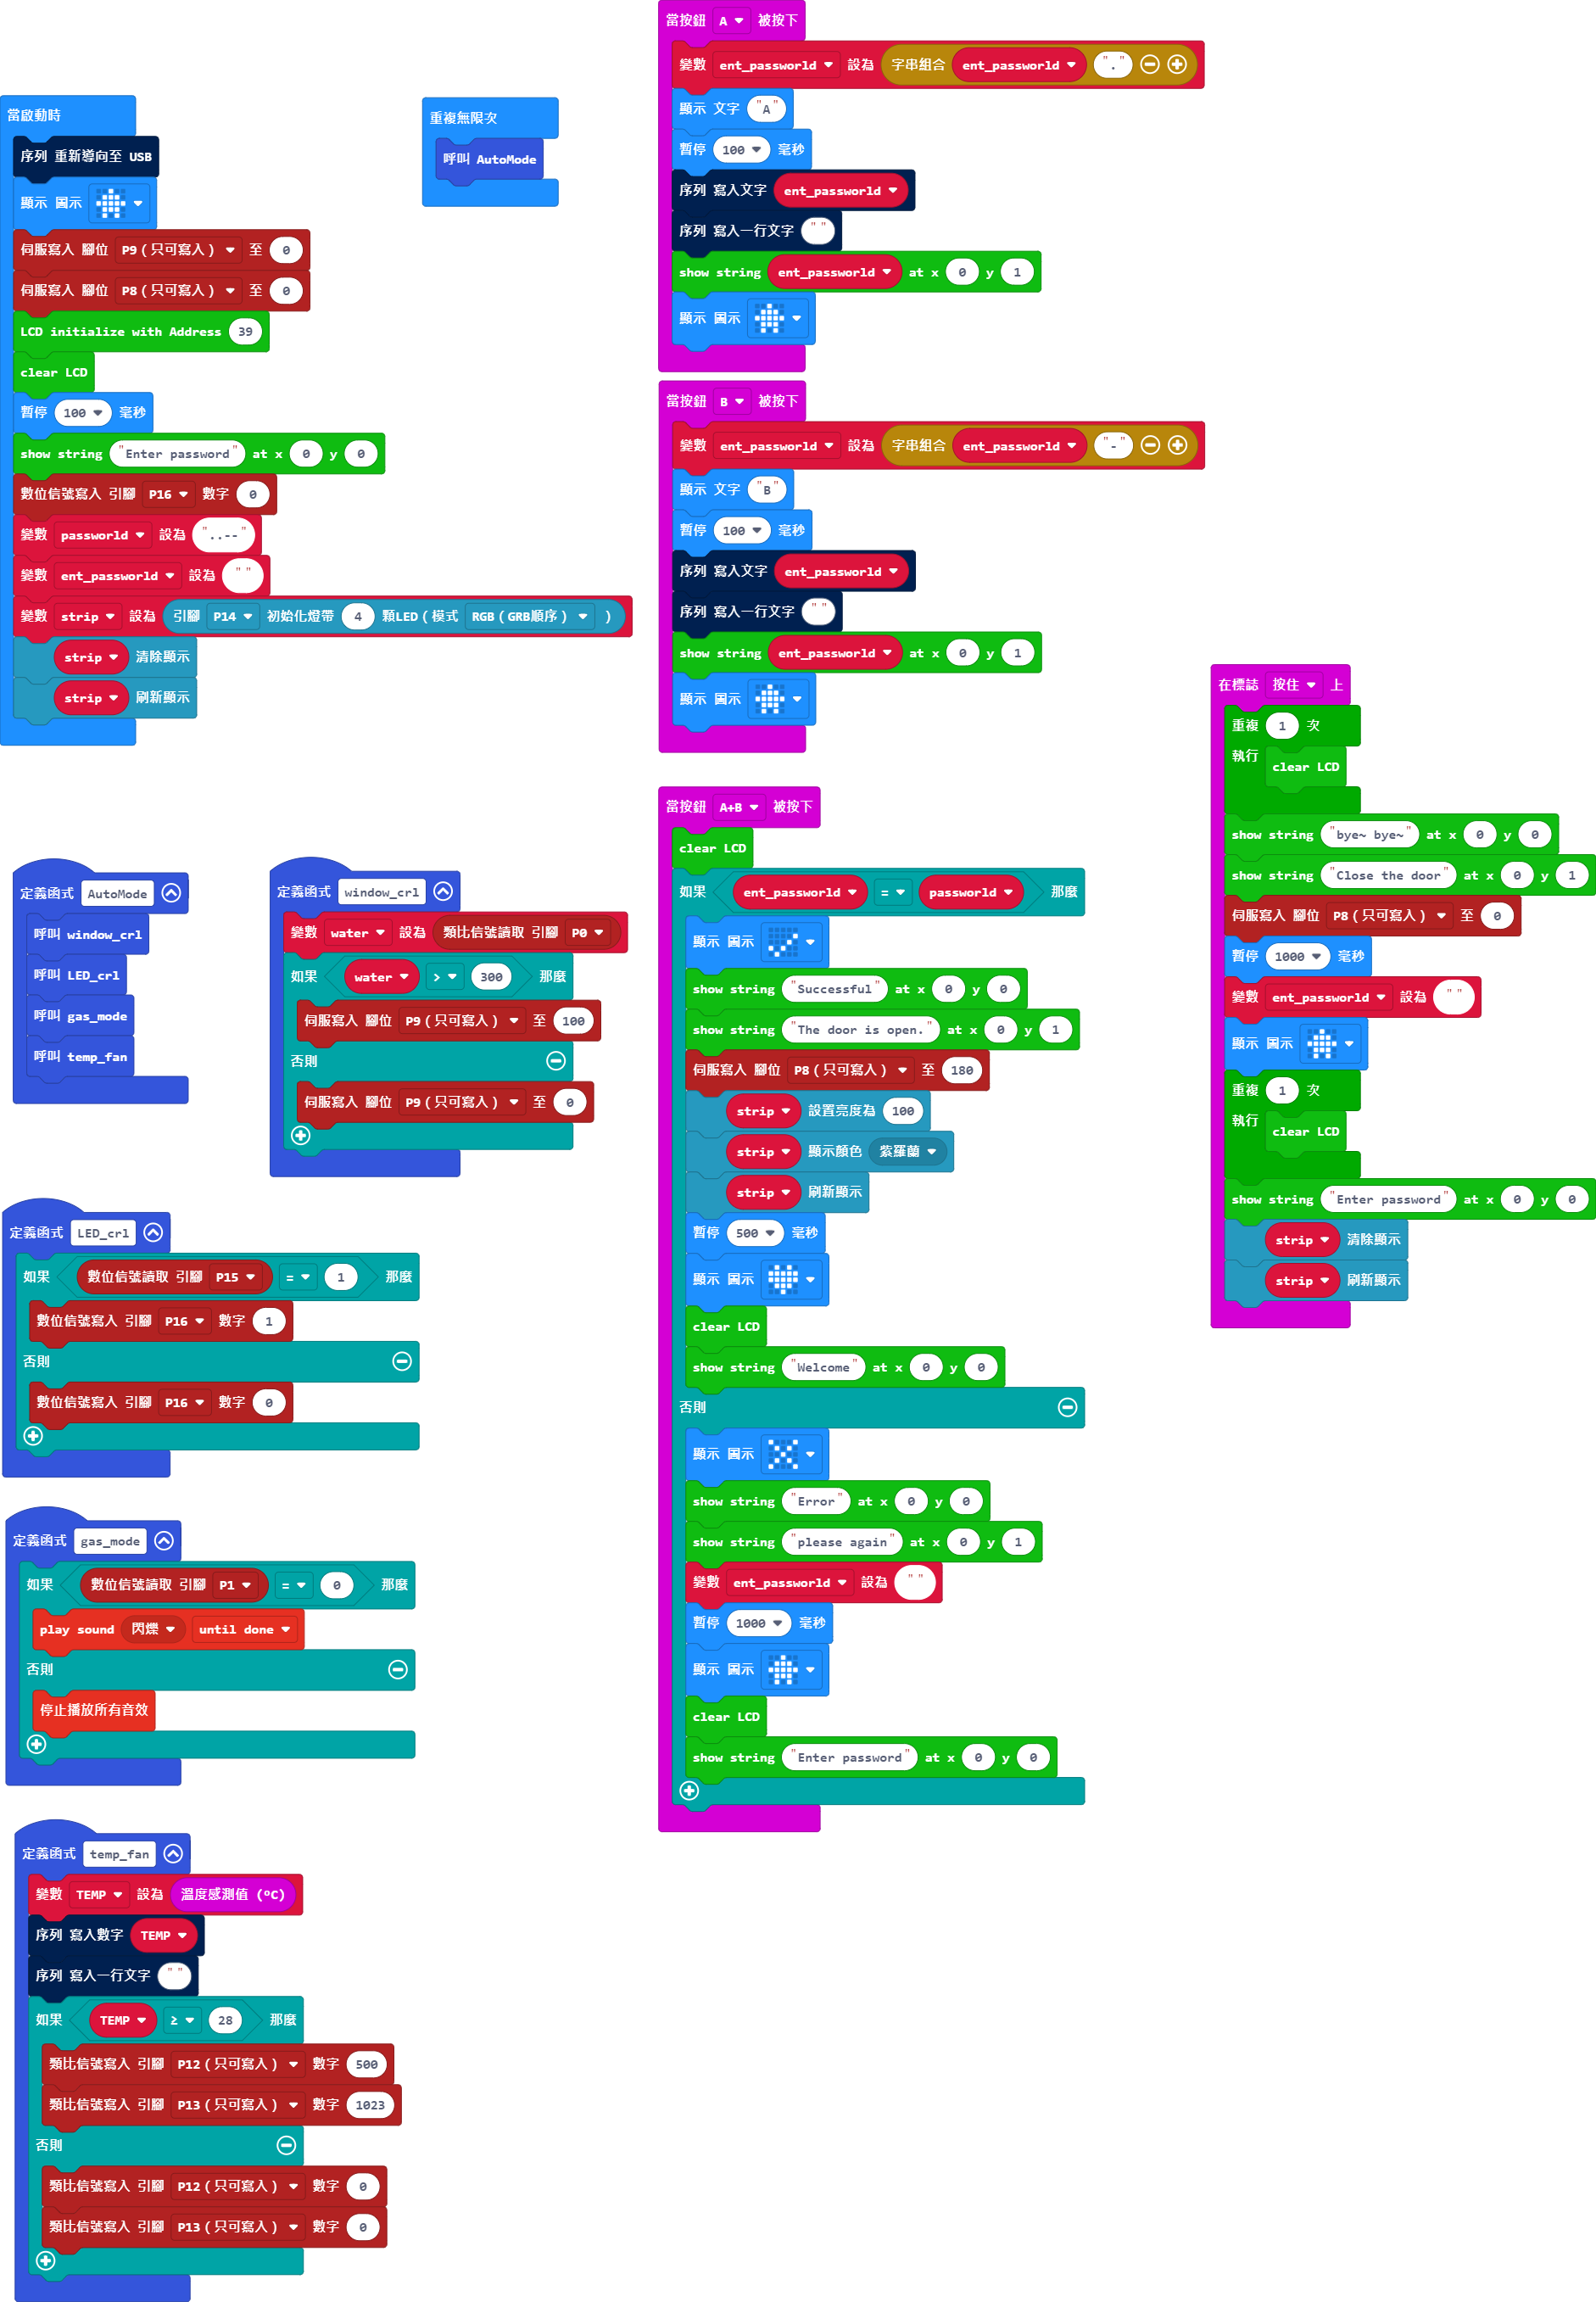 當啟動時
序列 重新導向至 USB
顯示 圖示
伺服寫入 腳位 P9 ( 只可寫入 ) 至 0
伺服寫入 腳位 P8 ( 只可寫入 ) 至 0
LCD initialize with Address 39
clear LCD
暫停 100 毫秒
show string "Enter password" at x 0 y 0
數位信號寫入 引腳 P16 數字 0
變數 passworld 設為 "..--"
變數 ent_passworld 設為 " "
變數 strip 設為 引腳 P14 初始化燈帶 4 顆LED ( 模式 RGB ( GRB順序 ) )
strip 清除顯示
strip 刷新顯示
重複無限次
呼叫 AutoMode
定義函式 AutoMode
呼叫 window_crl
呼叫 LED_crl
呼叫 gas_mode
呼叫 temp_fan
定義函式 window_crl
變數 water 設為 類比信號讀取 引腳 P0
如果 water > 300 那麼
伺服寫入 腳位 P9 ( 只可寫入 ) 至 100
否則
伺服寫入 腳位 P9 ( 只可寫入 ) 至 0
定義函式 LED_crl
如果 數位信號讀取 引腳 P15 = 1 那麼
數位信號寫入 引腳 P16 數字 1
否則
數位信號寫入 引腳 P16 數字 0
定義函式 gas_mode
如果 數位信號讀取 引腳 P1 = 0 那麼
play sound 閃爍 until done
否則
停止播放所有音效
定義函式 temp_fan
變數 TEMP 設為 溫度感測值 (ºC)
序列 寫入數字 TEMP
序列 寫入一行文字 " "
如果 TEMP ≥ 28 那麼
類比信號寫入 引腳 P12 ( 只可寫入 ) 數字 500
類比信號寫入 引腳 P13 ( 只可寫入 ) 數字 1023
否則
類比信號寫入 引腳 P12 ( 只可寫入 ) 數字 0
類比信號寫入 引腳 P13 ( 只可寫入 ) 數字 0
當按鈕 A 被按下
變數 ent_passworld 設為 字串組合 ent_passworld "."
顯示 文字 "A"
暫停 100 毫秒
序列 寫入文字 ent_passworld
序列 寫入一行文字 " "
show string ent_passworld at x 0 y 1
顯示 圖示
當按鈕 B 被按下
變數 ent_passworld 設為 字串組合 ent_passworld "-"
顯示 文字 "B"
暫停 100 毫秒
序列 寫入文字 ent_passworld
序列 寫入一行文字 " "
show string ent_passworld at x 0 y 1
顯示 圖示
當按鈕 A+B 被按下
clear LCD
如果 ent_passworld = passworld 那麼
顯示 圖示
show string "Successful" at x 0 y 0
show string "The door is open." at x 0 y 1
伺服寫入 腳位 P8 ( 只可寫入 ) 至 180
strip 設置亮度為 100
strip 顯示顏色 紫羅蘭
strip 刷新顯示
暫停 500 毫秒
顯示 圖示
clear LCD
show string "Welcome" at x 0 y 0
否則
顯示 圖示
show string "Error" at x 0 y 0
show string "please again" at x 0 y 1
變數 ent_passworld 設為 " "
暫停 1000 毫秒
顯示 圖示
clear LCD
show string "Enter password" at x 0 y 0
在標誌 按住 上
重複 1 次
執行 clear LCD
show string "bye~ bye~" at x 0 y 0
show string "Close the door" at x 0 y 1
伺服寫入 腳位 P8 ( 只可寫入 ) 至 0
暫停 1000 毫秒
變數 ent_passworld 設為 " "
顯示 圖示
重複 1 次
執行 clear LCD
show string "Enter password" at x 0 y 0
strip 清除顯示
strip 刷新顯示